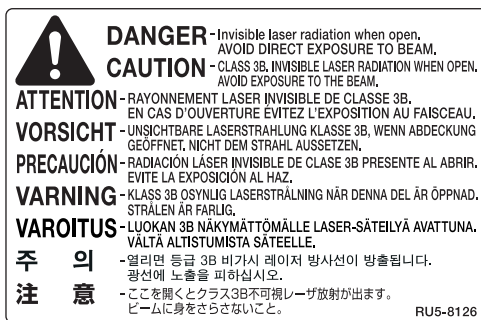 DANGER - Invisible laser radiation when open.
AVOID DIRECT EXPOSURE TO BEAM.
CAUTION - CLASS 3B. INVISIBLE LASER RADIATION WHEN OPEN.
AVOID EXPOSURE TO THE BEAM.
ATTENTION - RAYONNEMENT LASER INVISIBLE DE CLASSE 3B.
EN CAS D'OUVERTURE ÉVITEZ L'EXPOSITION AU FAISCEAU.
VORSICHT - UNSICHTBARE LASERSTRAHLUNG KLASSE 3B, WENN ABDECKUNG
GEÖFFNET. NICHT DEM STRAHL AUSSETZEN.
PRECAUCIÓN - RADIACIÓN LÁSER INVISIBLE DE CLASE 3B PRESENTE AL ABRIR.
EVITE LA EXPOSICIÓN AL HAZ.
VARNING - KLASS 3B OSYNLIG LASERSTRÅLNING NÄR DENNA DEL ÄR ÖPPNAD.
STRÅLEN ÄR FARLIG.
VAROITUS - LUOKAN 3B NÄKYMÄTTÖMÄLLE LASER-SÄTEILYÄ AVATTUNA.
VÄLTÄ ALTISTUMISTA SÄTEELLE.
주 의 - 열리면 등급 3B 비가시 레이저 방사선이 방출됩니다.
광선에 노출을 피하십시오.
注 意 - ここを開くとクラス3B不可視レーザ放射が出ます。
ビームに身をさらさないこと。
RU5-8126